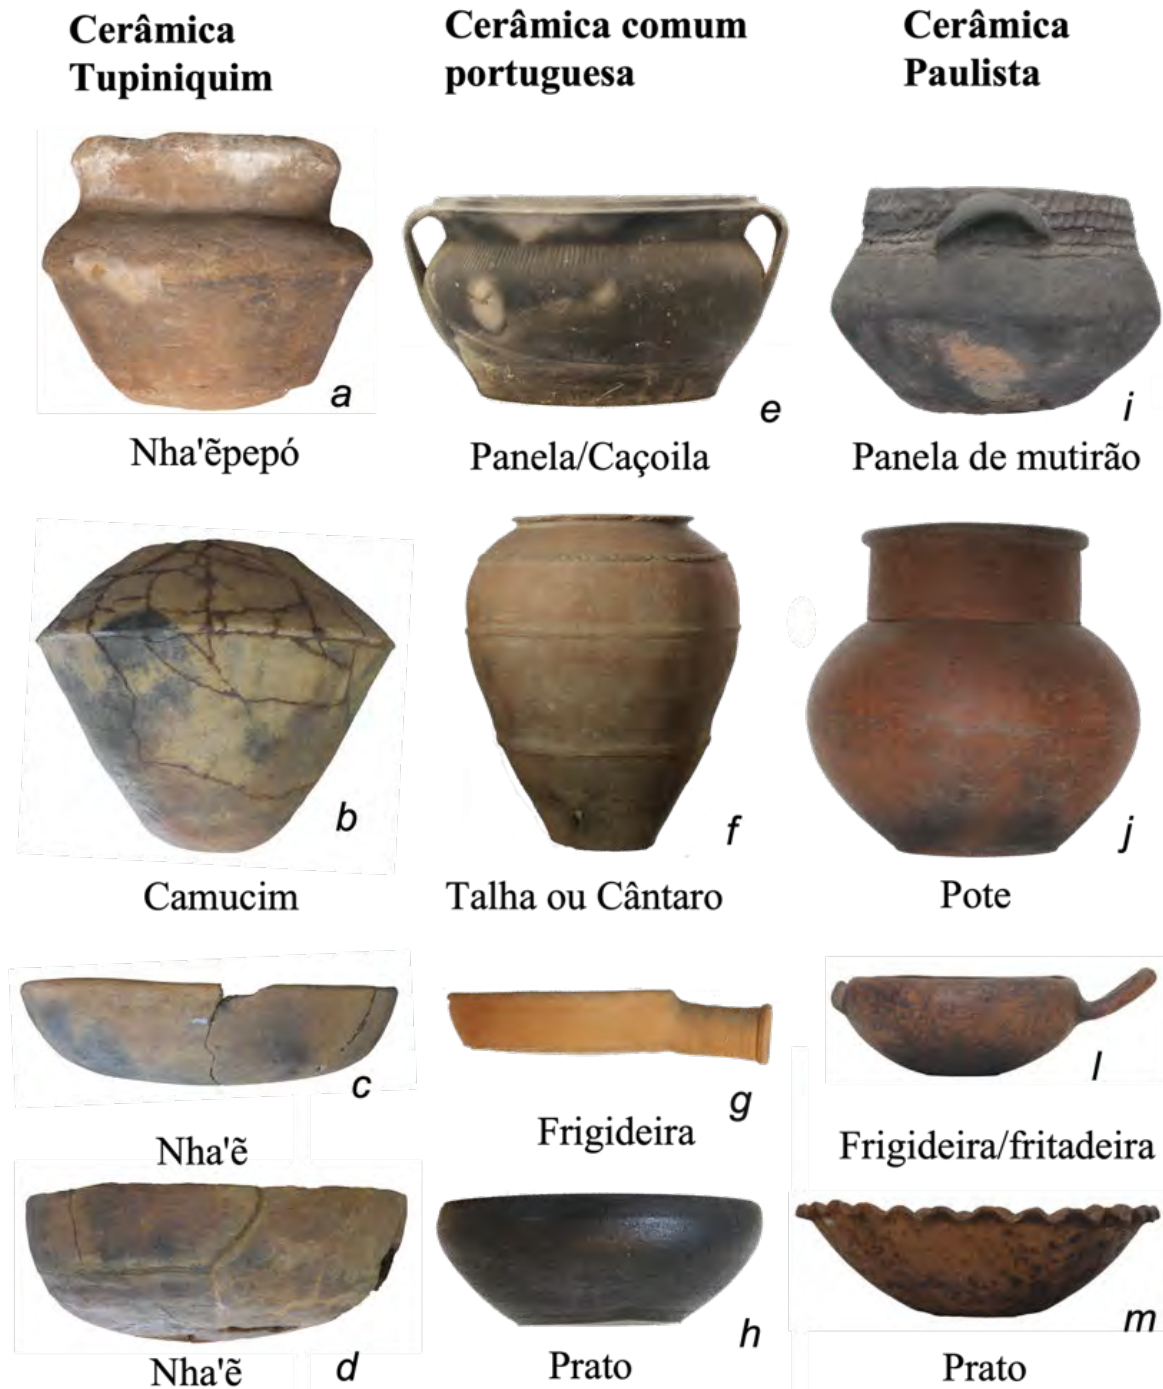 Cerâmica
Tupiniquim
Cerâmica comum
portuguesa
Cerâmica
Paulista
a
e
i
Nha'ẽpepó
Panela/Caçoila
Panela de mutirão
b
f
j
Camucim
Talha ou Cântaro
Pote
c
g
l
Nha'ẽ
Frigideira
Frigideira/fritadeira
d
h
m
Nha'ẽ
Prato
Prato